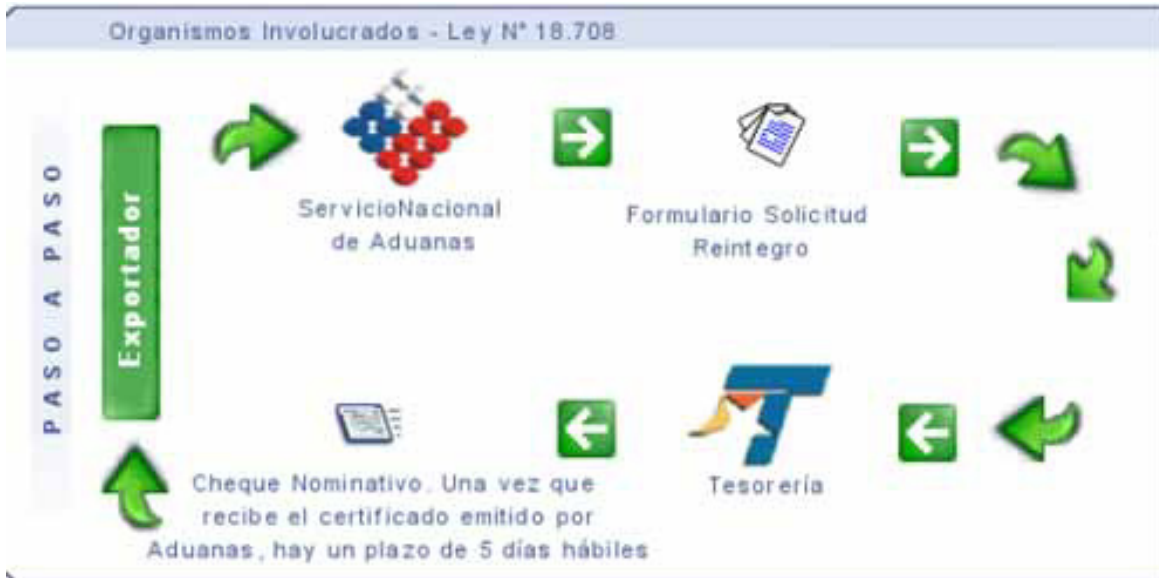 Organismos Involucrados - Ley N° 18.708
PASO A PASO
Exportador
ServicioNacional
de Aduanas
Formulario Solicitud
Reintegro
Cheque Nominativo. Una vez que
recibe el certificado emitido por
Aduanas, hay un plazo de 5 días hábiles
Tesorería